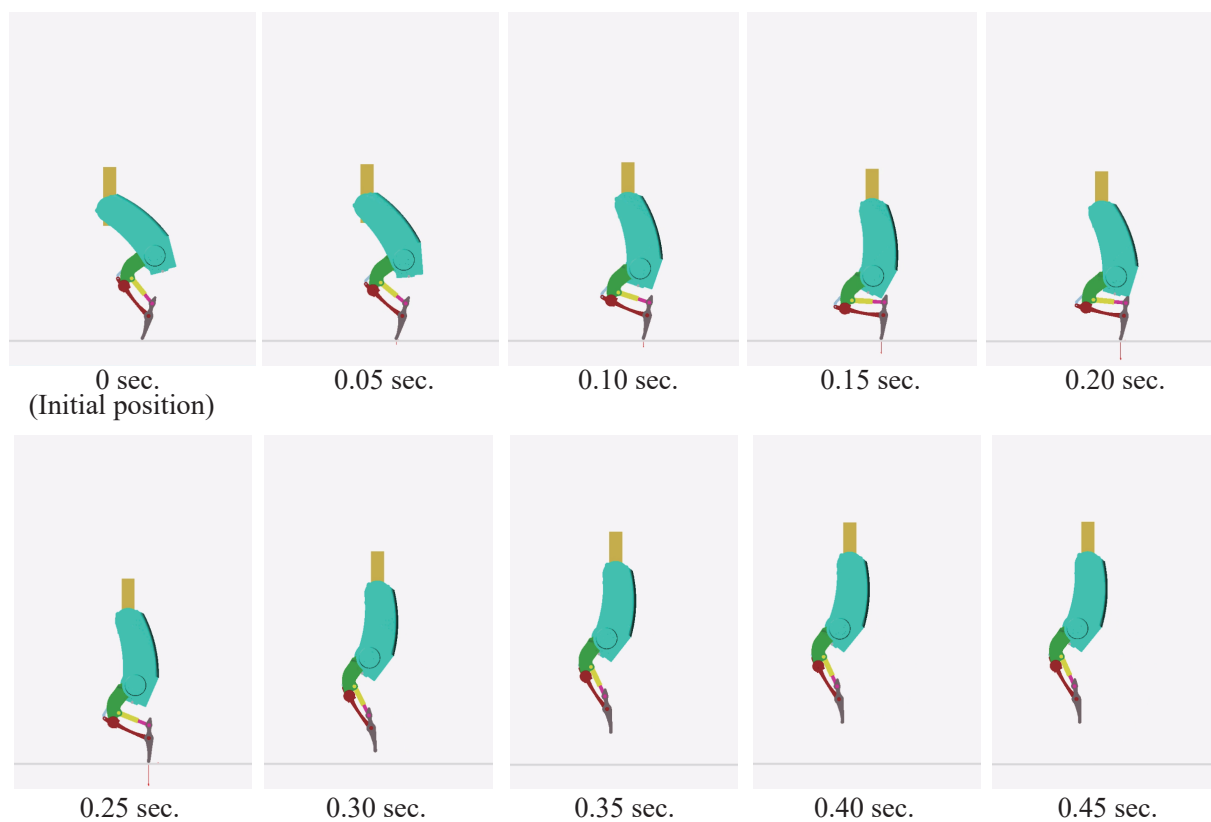 0 sec.
(Initial position)
0.05 sec.
0.10 sec.
0.15 sec.
0.20 sec.
0.25 sec.
0.30 sec.
0.35 sec.
0.40 sec.
0.45 sec.